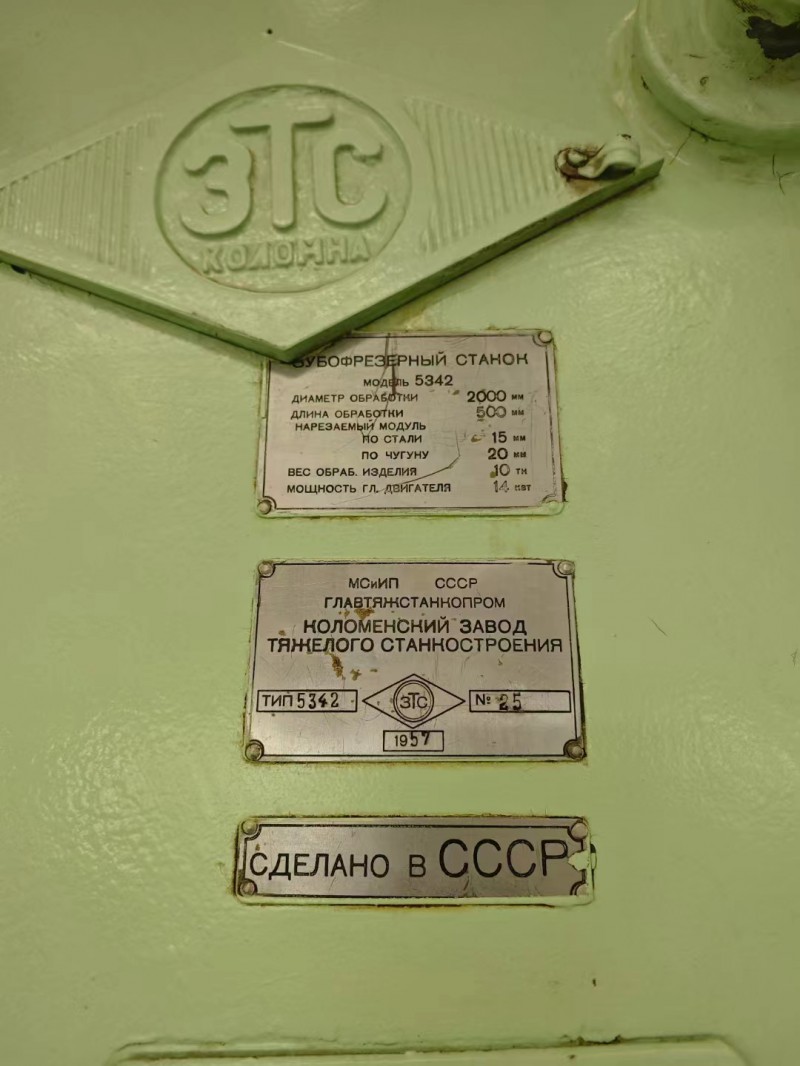 ЗТС
КОЛОМНА
ЗУБОФРЕЗЕРНЫЙ СТАНОК
МОДЕЛЬ 5342
ДИАМЕТР ОБРАБОТКИ 2000 мм
ДЛИНА ОБРАБОТКИ 500 мм
НАРЕЗАЕМЫЙ МОДУЛЬ
ПО СТАЛИ 15 мм
ПО ЧУГУНУ 20 мм
ВЕС ОБРАБ. ИЗДЕЛИЯ 10 тн
МОЩНОСТЬ ГЛ. ДВИГАТЕЛЯ 14 квт
МСиИП СССР
ГЛАВТЯЖСТАНКОПРОМ
КОЛОМЕНСКИЙ ЗАВОД
ТЯЖЕЛОГО СТАНКОСТРОЕНИЯ
ТИП 5342 ЗТС № 25
1957
СДЕЛАНО В СССР